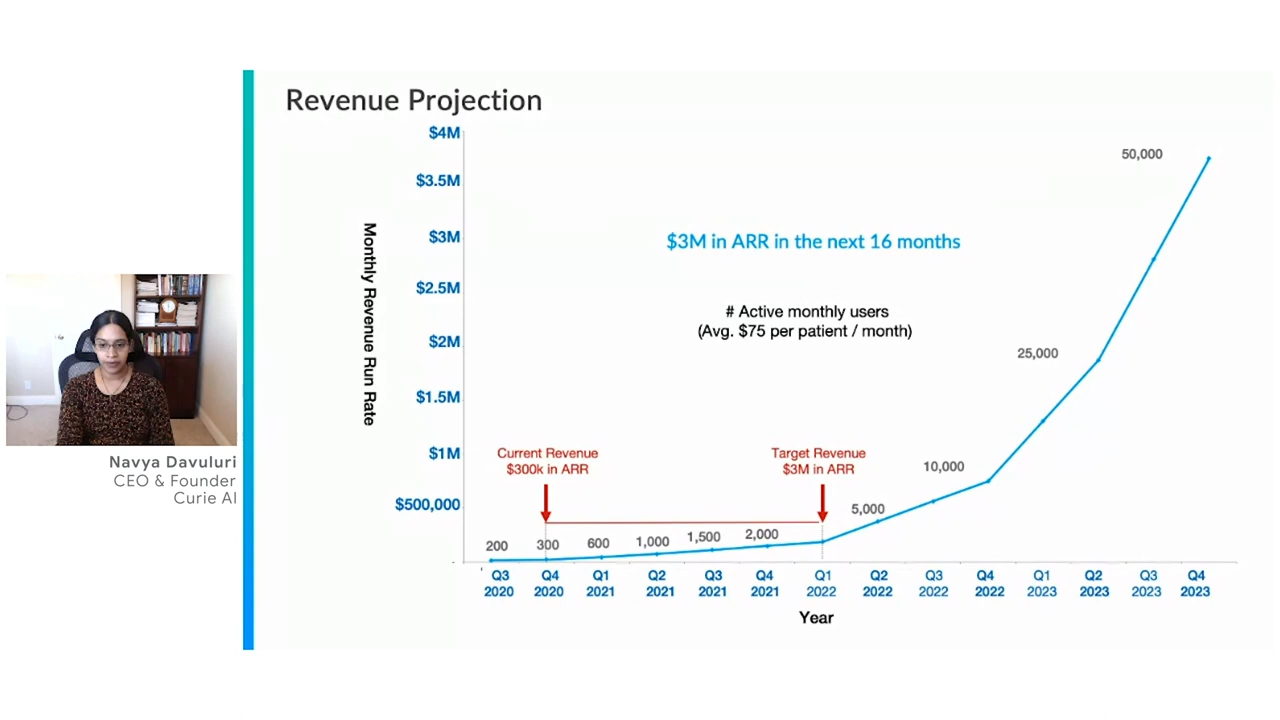 Revenue Projection
$4M
$3.5M
$3M
$2.5M
$2M
$1.5M
$1M
$500,000
-
Monthly Revenue Run Rate
$3M in ARR in the next 16 months
# Active monthly users
(Avg. $75 per patient / month)
50,000
25,000
10,000
5,000
Current Revenue
$300k in ARR
Target Revenue
$3M in ARR
200
300
600
1,000
1,500
2,000
Q3
2020
Q4
2020
Q1
2021
Q2
2021
Q3
2021
Q4
2021
Q1
2022
Q2
2022
Q3
2022
Q4
2022
Q1
2023
Q2
2023
Q3
2023
Q4
2023
Year
Navya Davuluri
CEO & Founder
Curie AI